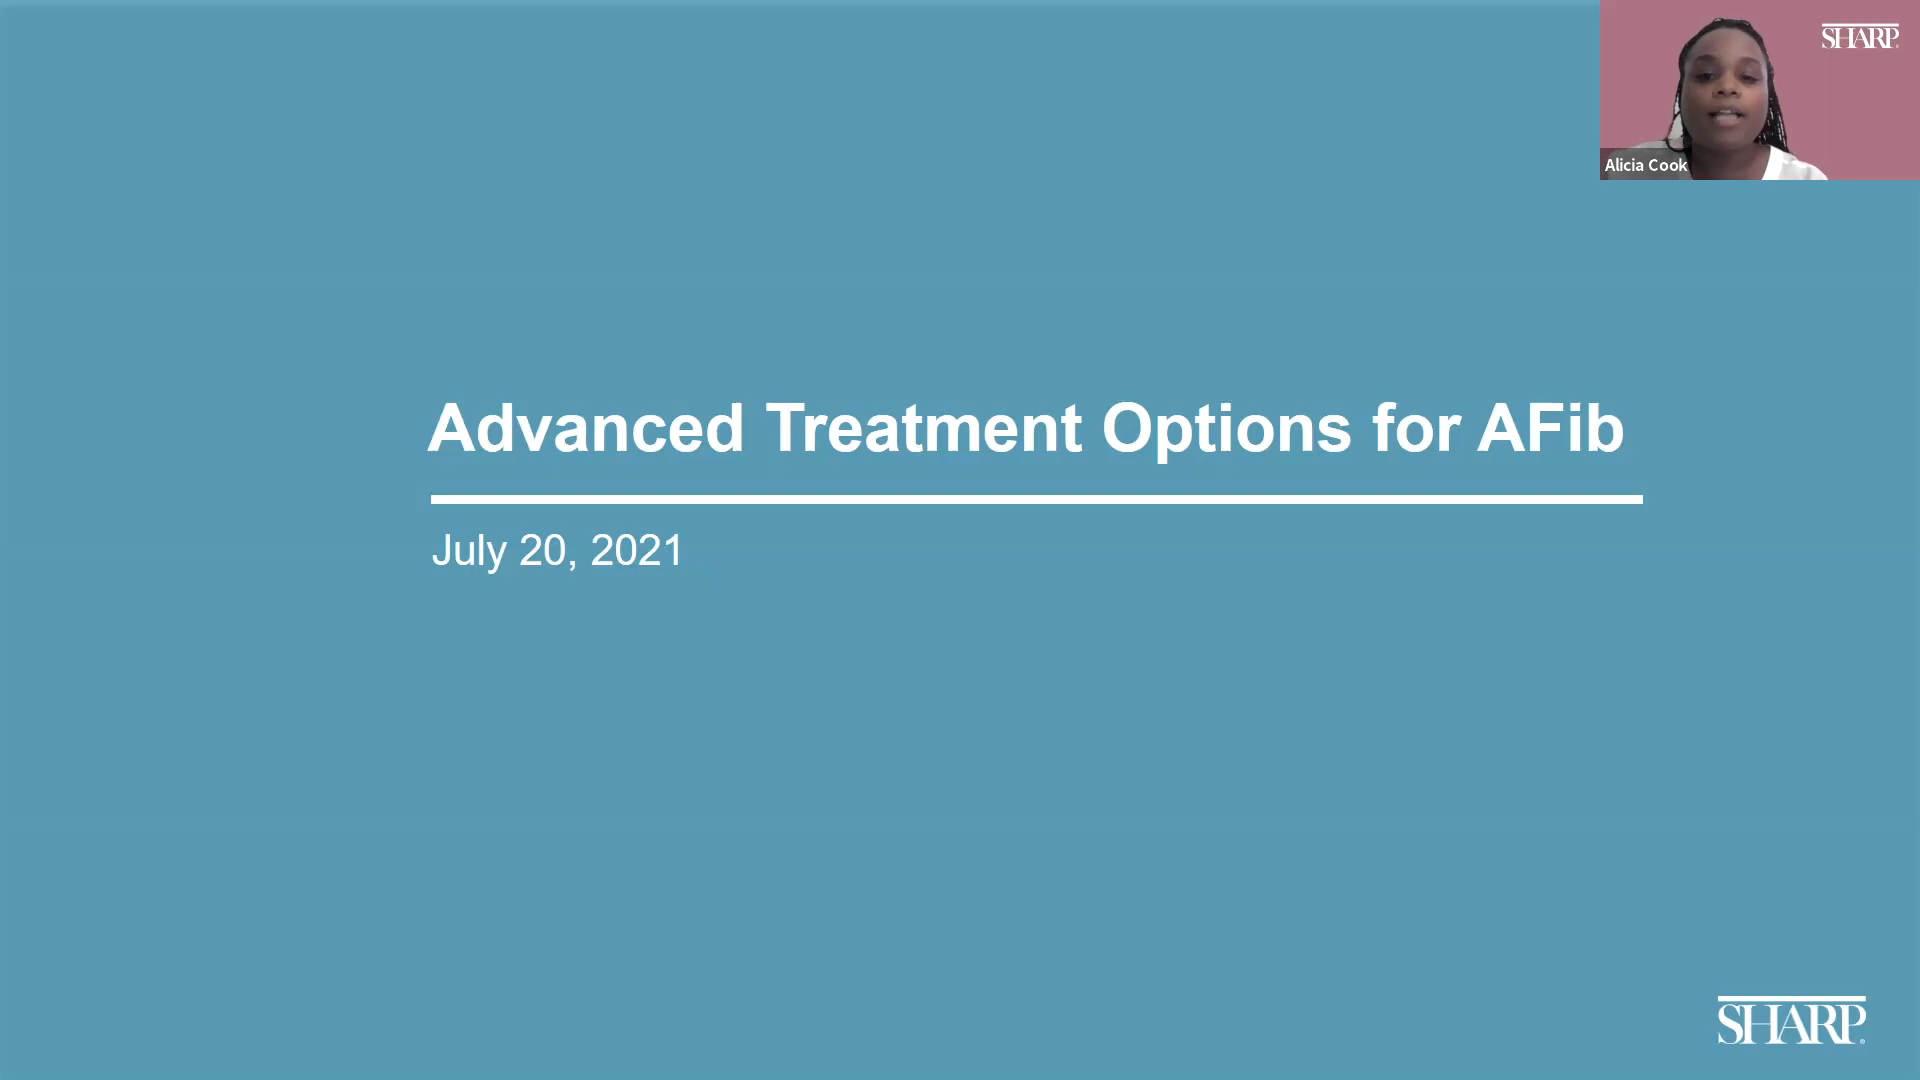 SHARP
Alicia Cook
Advanced Treatment Options for AFib
July 20, 2021
SHARP